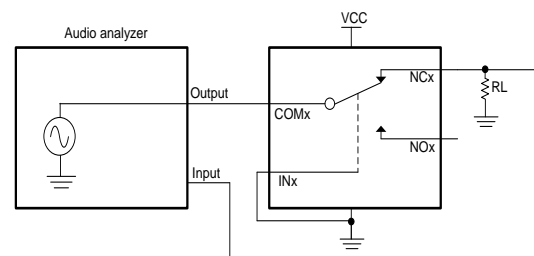 VCC
Audio analyzer
Output
COMx
NCx
RL
NOx
Input
INx